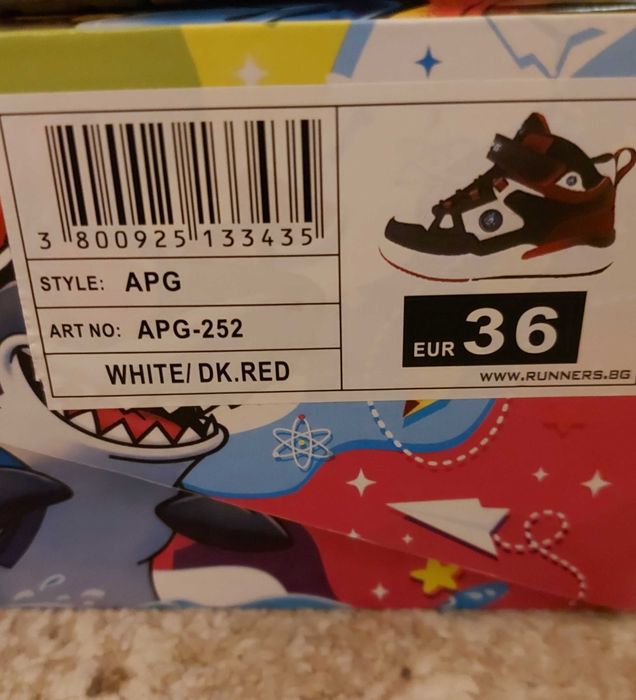 3 800925 133435
STYLE: APG
ART NO: APG-252
WHITE/ DK.RED
EUR 36
WWW.RUNNERS.BG